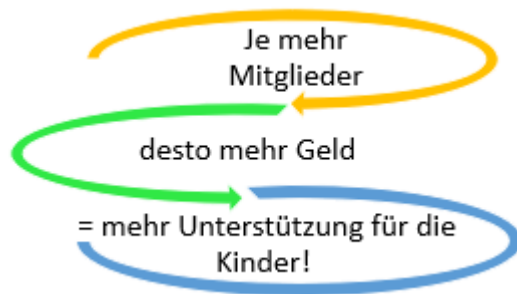 Je mehr
Mitglieder
desto mehr Geld
= mehr Unterstützung für die
Kinder!